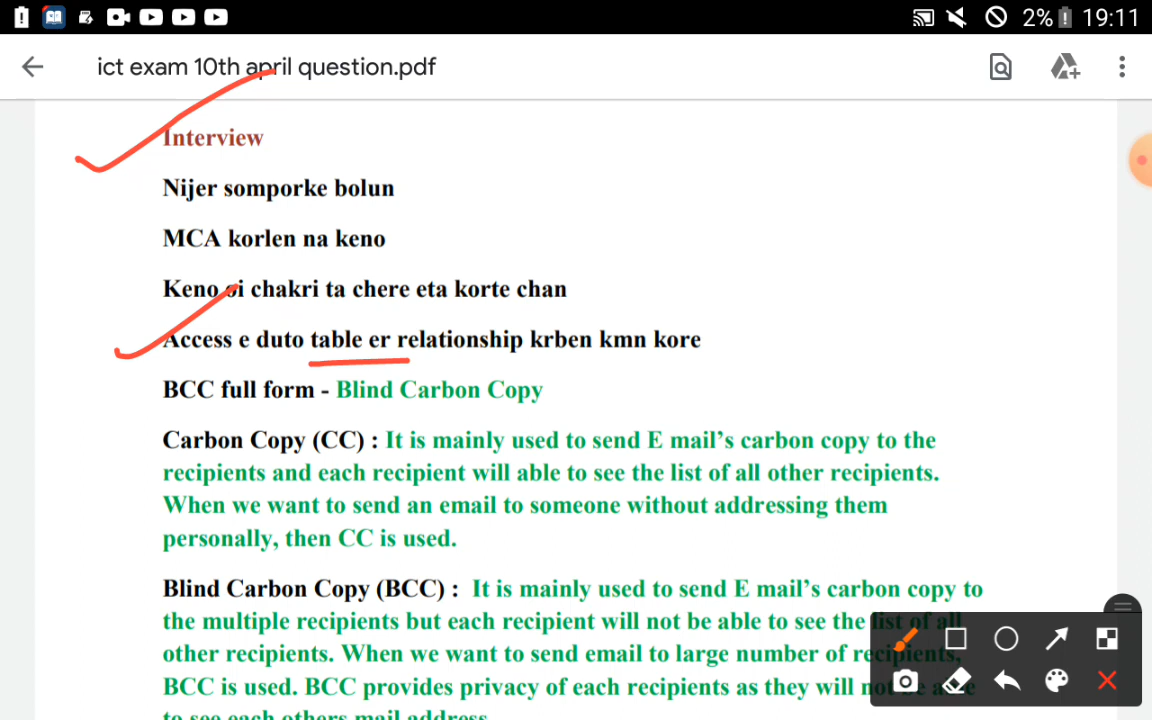 2% 19:11
ict exam 10th april question.pdf
Interview
Nijer somporke bolun
MCA korlen na keno
Keno oi chakri ta chere eta korte chan
Access e duto table er relationship krben kmn kore
BCC full form - Blind Carbon Copy
Carbon Copy (CC) : It is mainly used to send E mail’s carbon copy to the
recipients and each recipient will able to see the list of all other recipients.
When we want to send an email to someone without addressing them
personally, then CC is used.
Blind Carbon Copy (BCC) : It is mainly used to send E mail’s carbon copy to
the multiple recipients but each recipient will not be able to see the list of all
other recipients. When we want to send email to large number of recipients,
BCC is used. BCC provides privacy of each recipients as they will not be able
to see each others mail address